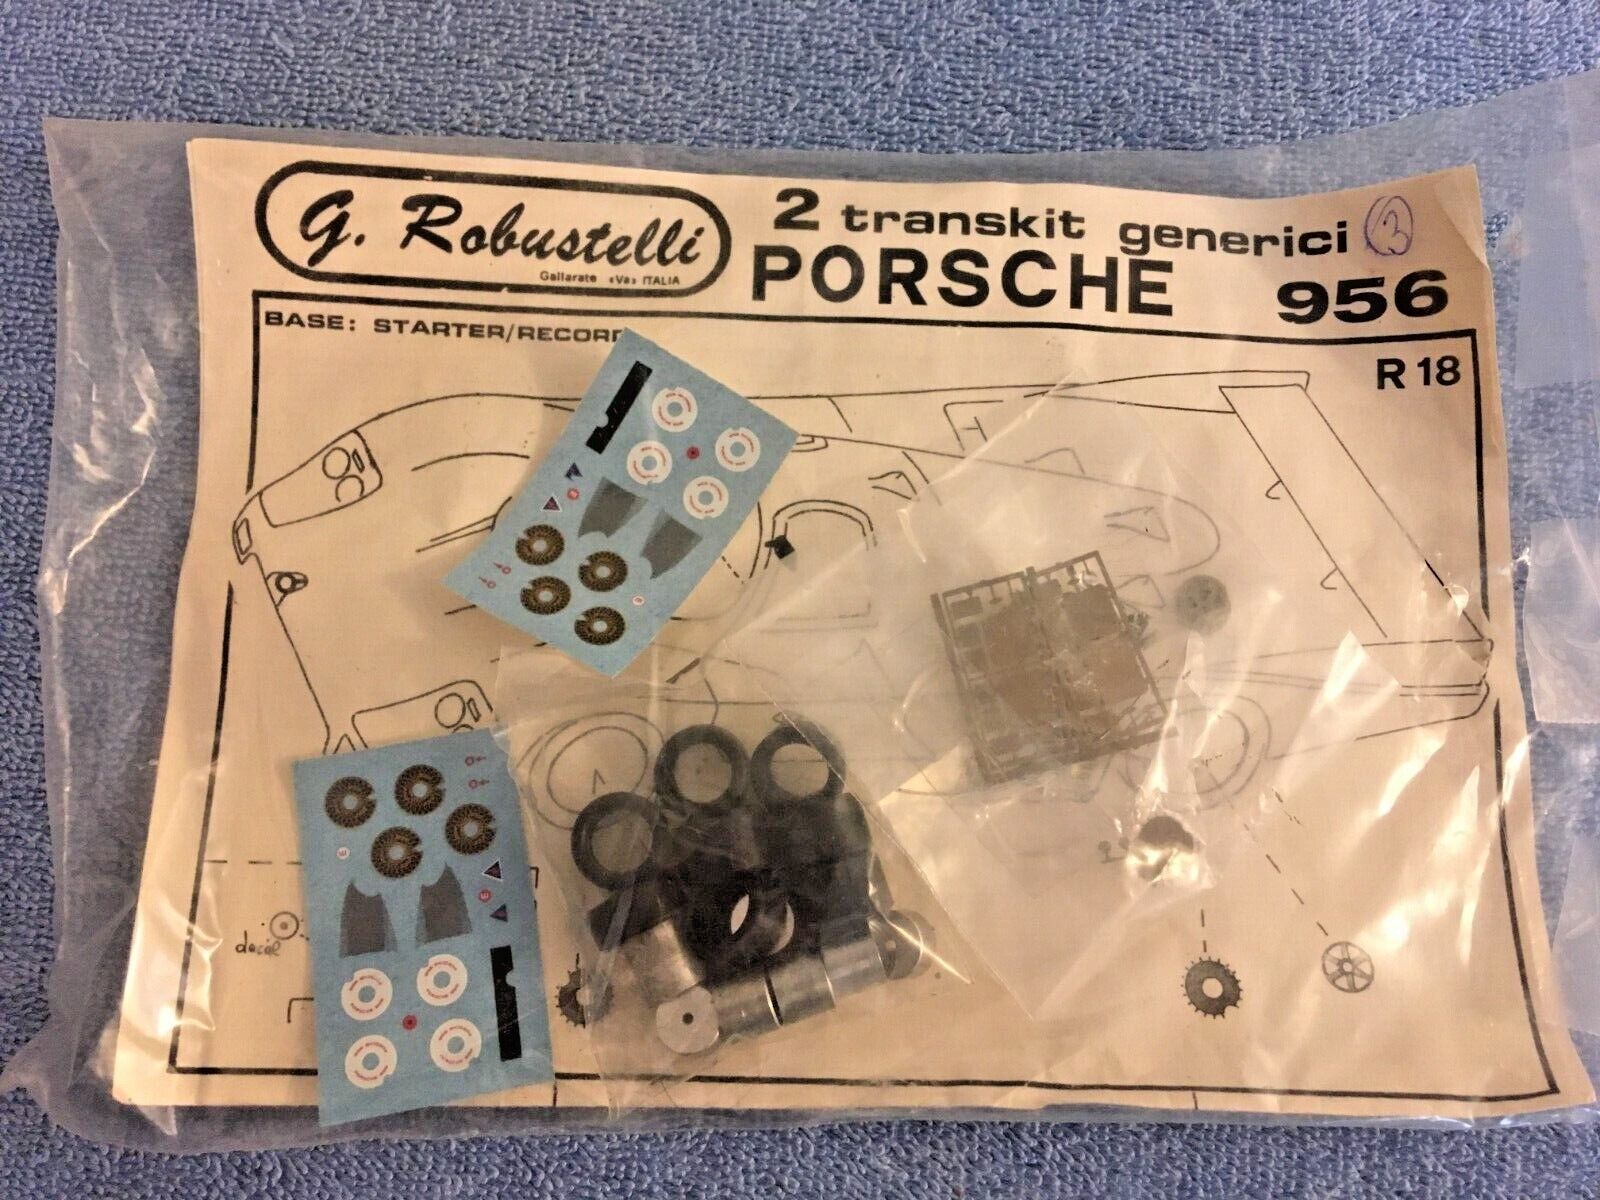 G. Robustelli
Gallarate «Va» ITALIA
2 transkit generici 3
PORSCHE 956
BASE: STARTER/RECORD
R 18
decal